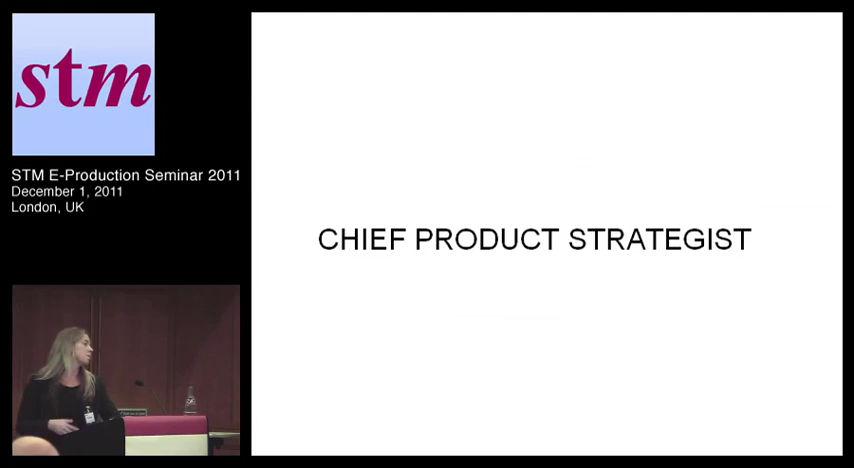 stm
STM E-Production Seminar 2011
December 1, 2011
London, UK
CHIEF PRODUCT STRATEGIST